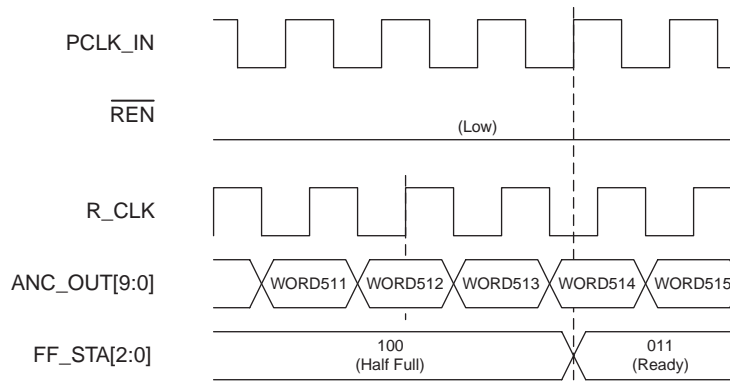 PCLK_IN
REN
(Low)
R_CLK
ANC_OUT[9:0]
WORD511
WORD512
WORD513
WORD514
WORD515
FF_STA[2:0]
100
(Half Full)
011
(Ready)